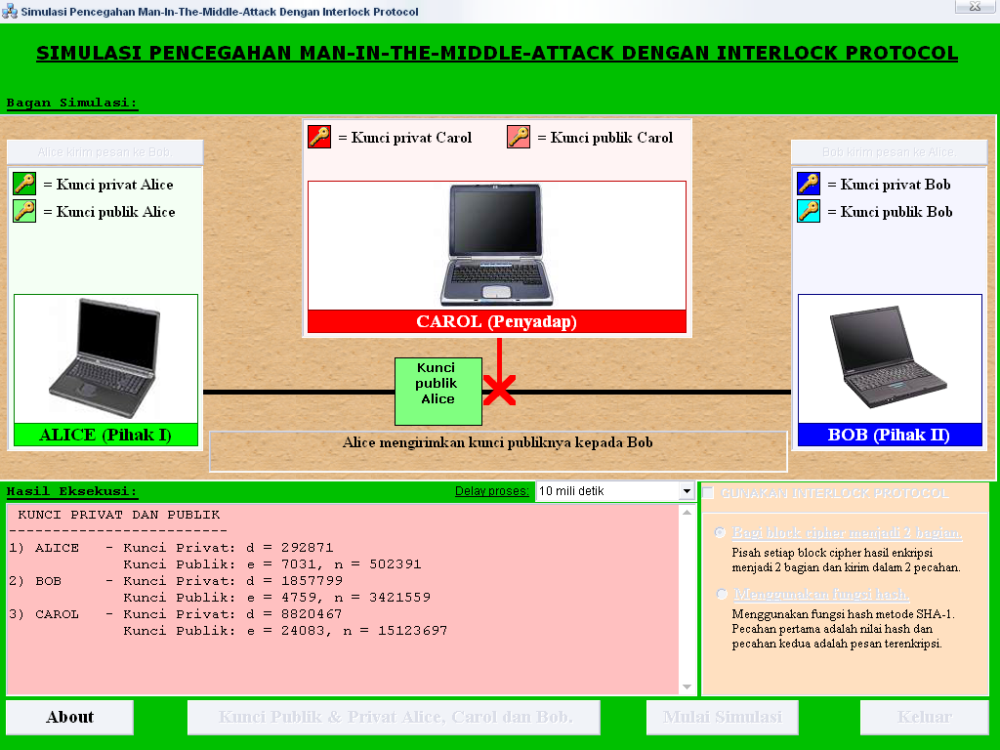 Simulasi Pencegahan Man-In-The-Middle-Attack Dengan Interlock Protocol
SIMULASI PENCEGAHAN MAN-IN-THE-MIDDLE-ATTACK DENGAN INTERLOCK PROTOCOL
Bagan Simulasi:
Alice kirim pesan ke Bob.
= Kunci privat Alice
= Kunci publik Alice
ALICE (Pihak I)
= Kunci privat Carol
= Kunci publik Carol
CAROL (Penyadap)
Bob kirim pesan ke Alice.
= Kunci privat Bob
= Kunci publik Bob
BOB (Pihak II)
Kunci
publik
Alice
Alice mengirimkan kunci publiknya kepada Bob
Hasil Eksekusi:
Delay proses: 10 mili detik
KUNCI PRIVAT DAN PUBLIK
-------------------------
1) ALICE - Kunci Privat: d = 292871
Kunci Publik: e = 7031, n = 502391
2) BOB - Kunci Privat: d = 1857799
Kunci Publik: e = 4759, n = 3421559
3) CAROL - Kunci Privat: d = 8820467
Kunci Publik: e = 24083, n = 15123697
GUNAKAN INTERLOCK PROTOCOL
Bagi block cipher menjadi 2 bagian.
Pisah setiap block cipher hasil enkripsi
menjadi 2 bagian dan kirim dalam 2 pecahan.
Menggunakan fungsi hash.
Menggunakan fungsi hash metode SHA-1.
Pecahan pertama adalah nilai hash dan
pecahan kedua adalah pesan terenkripsi.
About
Kunci Publik & Privat Alice, Carol dan Bob.
Mulai Simulasi
Keluar